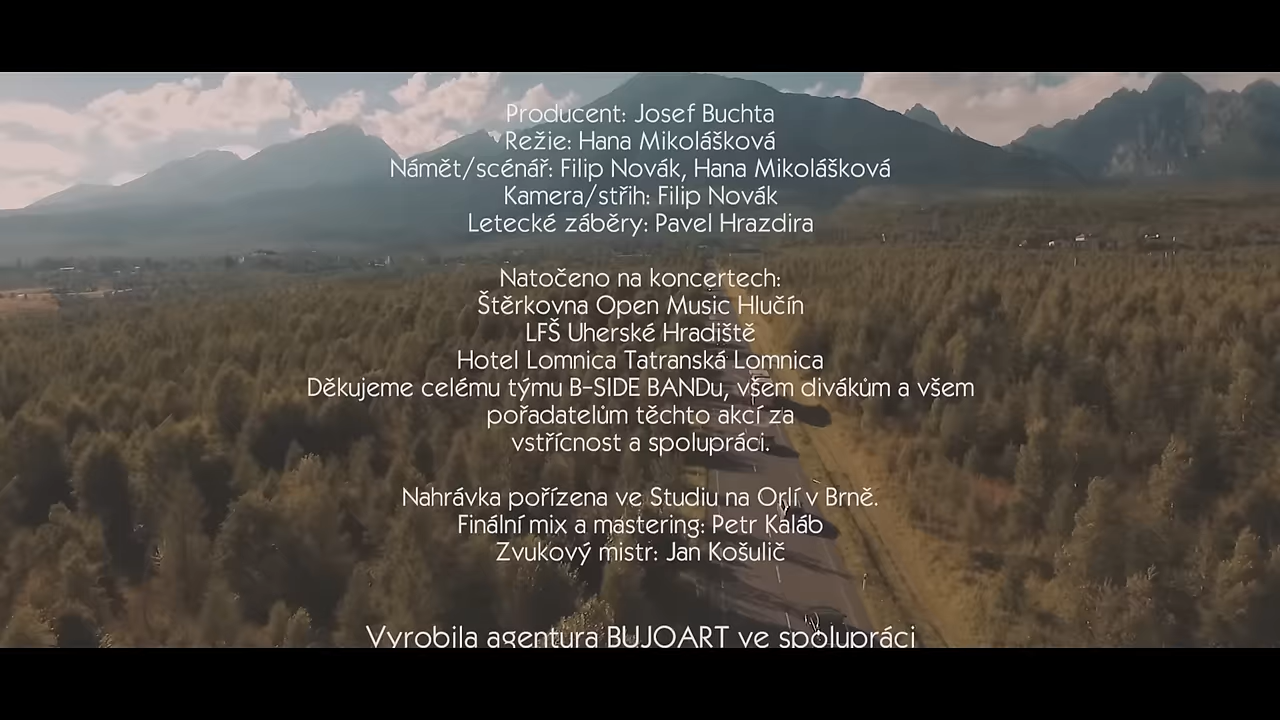 Producent: Josef Buchta
Režie: Hana Mikolášková
Námět/scénář: Filip Novák, Hana Mikolášková
Kamera/střih: Filip Novák
Letecké záběry: Pavel Hrazdira
Natočeno na koncertech:
Štěrkovna Open Music Hlučín
LFŠ Uherské Hradiště
Hotel Lomnica Tatranská Lomnica
Děkujeme celému týmu B-SIDE BANDu, všem divákům a všem
pořadatelům těchto akcí za
vstřícnost a spolupráci.
Nahrávka pořízena ve Studiu na Orlí v Brně.
Finální mix a mastering: Petr Kaláb
Zvukový mistr: Jan Košulič
Vyrobila agentura BUJOART ve spolupráci